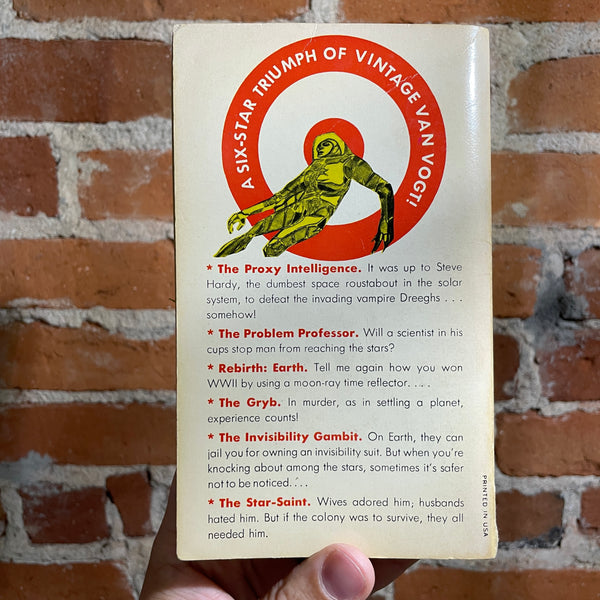 A SIX-STAR TRIUMPH OF VINTAGE VAN VOGT!
* The Proxy Intelligence. It was up to Steve
Hardy, the dumbest space roustabout in the solar
system, to defeat the invading vampire Dreeghs . . .
somehow!
* The Problem Professor. Will a scientist in his
cups stop man from reaching the stars?
* Rebirth: Earth. Tell me again how you won
WWII by using a moon-ray time reflector. . . .
* The Gryb. In murder, as in settling a planet,
experience counts!
* The Invisibility Gambit. On Earth, they can
jail you for owning an invisibility suit. But when you're
knocking about among the stars, sometimes it's safer
not to be noticed. . . .
* The Star-Saint. Wives adored him; husbands
hated him. But if the colony was to survive, they all
needed him.
PRINTED IN USA